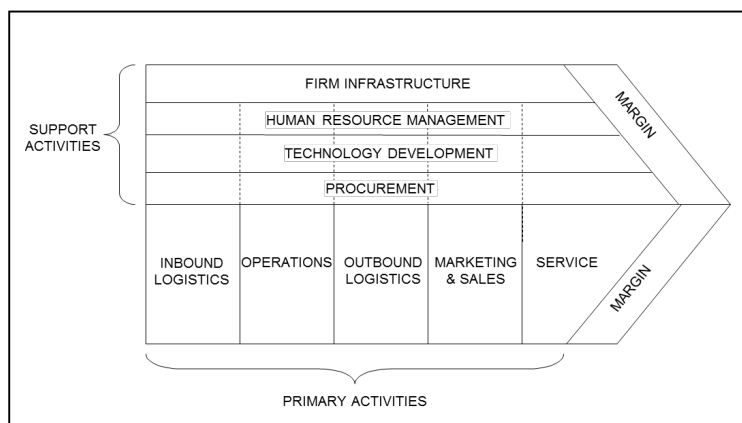 FIRM INFRASTRUCTURE
MARGIN
HUMAN RESOURCE MANAGEMENT
SUPPORT
ACTIVITIES
TECHNOLOGY DEVELOPMENT
PROCUREMENT
INBOUND
LOGISTICS
OPERATIONS
OUTBOUND
LOGISTICS
MARKETING
& SALES
SERVICE
MARGIN
PRIMARY ACTIVITIES